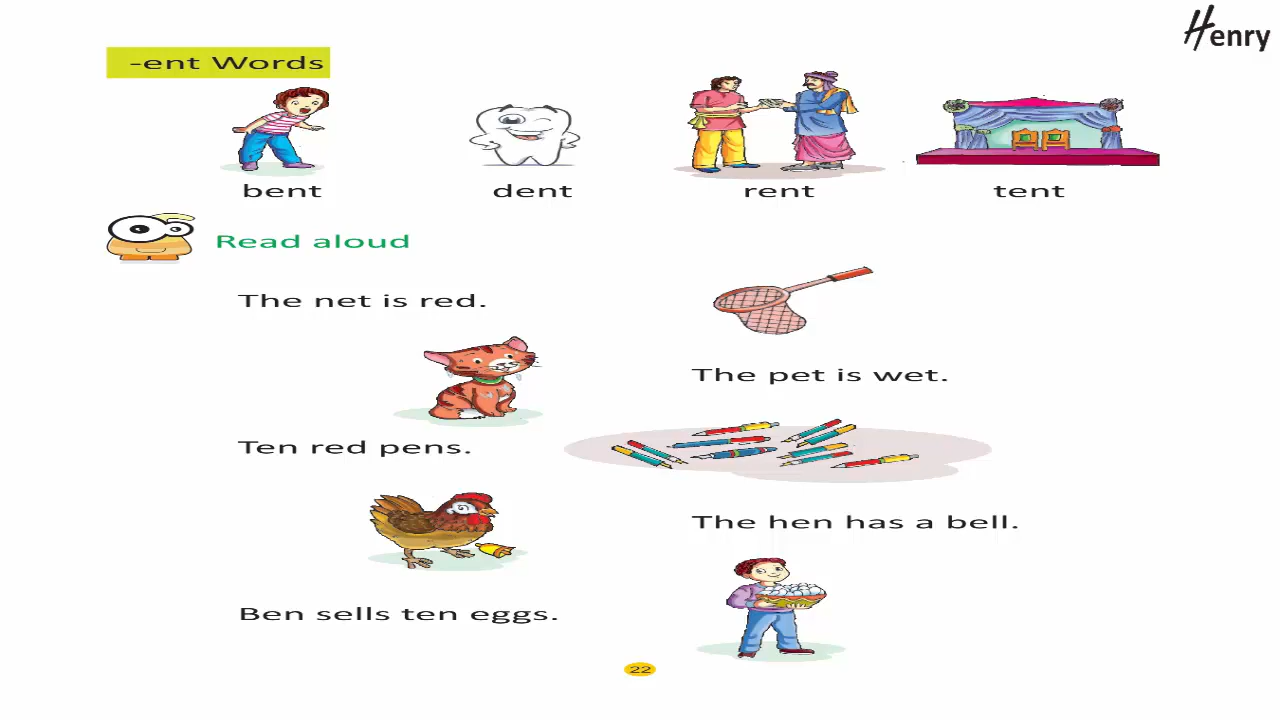 Henry
-ent Words
bent dent rent tent
Read aloud
The net is red.
The pet is wet.
Ten red pens.
The hen has a bell.
Ben sells ten eggs.
22